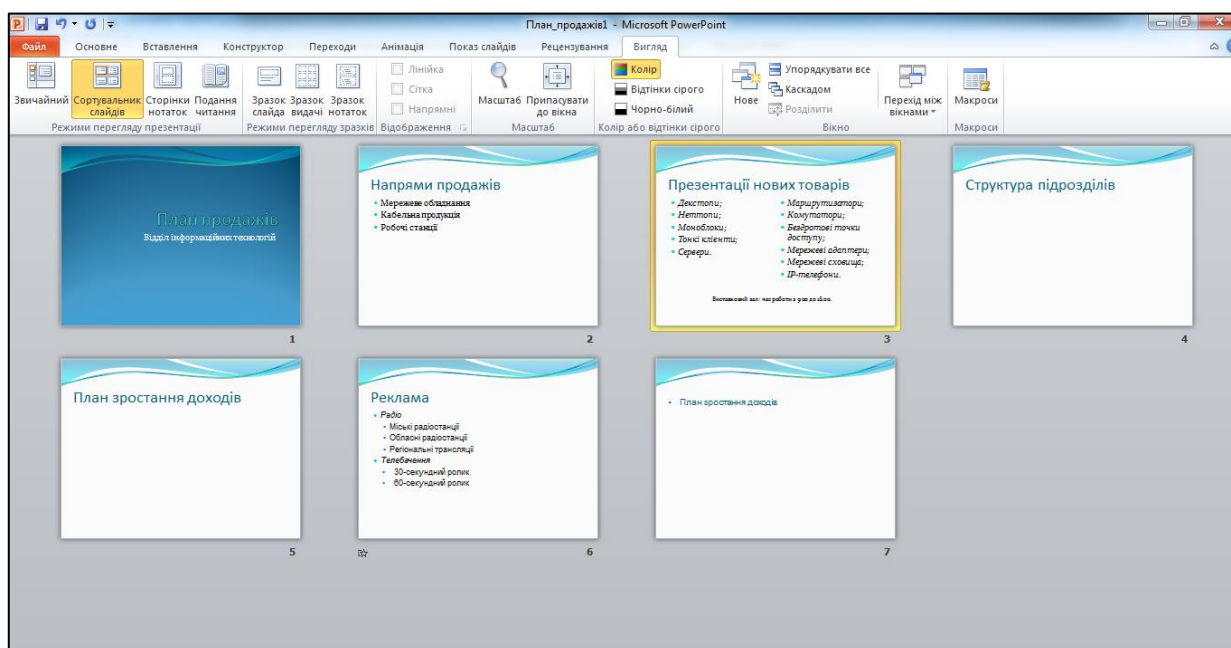 План_продажів1 - Microsoft PowerPoint
Файл Основне Вставлення Конструктор Переходи Анімація Показ слайдів Рецензування Вигляд
Звичайний
Сортувальник слайдів
Сторінки нотаток
Подання читання
Режими перегляду презентації
Зразок слайда
Зразок видачі
Зразок нотаток
Режими перегляду зразків
Лінійка
Сітка
Напрямні
Відображення
Масштаб
Припасувати до вікна
Масштаб
Колір
Відтінки сірого
Чорно-білий
Колір або відтінки сірого
Нове
Упорядкувати все
Каскадом
Розділити
Перехід між вікнами
Вікно
Макроси
Макроси
План продажів
Відділ інформаційних технологій
1
Напрями продажів
• Мережеве обладнання
• Кабельна продукція
• Робочі станції
2
Презентації нових товарів
• Декстопи;
• Неттопи;
• Моноблоки;
• Тонкі клієнти;
• Сервери.
• Маршрутизатори;
• Комутатори;
• Бездротові точки
доступу;
• Мережеві адаптери;
• Мережеві сховища;
• IP-телефони.
3
Структура підрозділів
4
План зростання доходів
5
Реклама
• Радіо
• Міські радіостанції
• Обласні радіостанції
• Регіональні трансляції
• Телебачення
• 30-секундний ролик
• 60-секундний ролик
6
• План зростання доходів
7